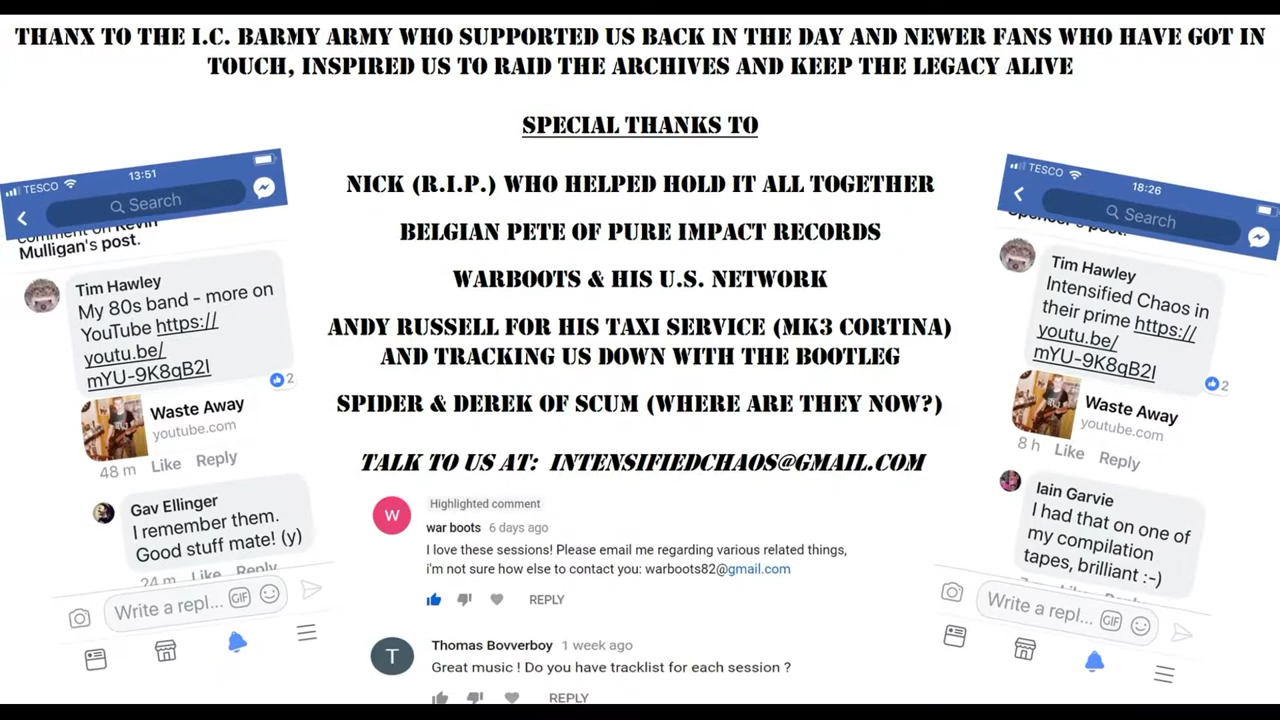 THANX TO THE I.C. BARMY ARMY WHO SUPPORTED US BACK IN THE DAY AND NEWER FANS WHO HAVE GOT IN
TOUCH, INSPIRED US TO RAID THE ARCHIVES AND KEEP THE LEGACY ALIVE
SPECIAL THANKS TO
NICK (R.I.P.) WHO HELPED HOLD IT ALL TOGETHER
BELGIAN PETE OF PURE IMPACT RECORDS
WARBOOTS & HIS U.S. NETWORK
ANDY RUSSELL FOR HIS TAXI SERVICE (MK3 CORTINA)
AND TRACKING US DOWN WITH THE BOOTLEG
SPIDER & DEREK OF SCUM (WHERE ARE THEY NOW?)
TALK TO US AT: INTENSIFIEDCHAOS@GMAIL.COM
TESCO 13:51
Search
comment on Kevin
Mulligan's post.
Tim Hawley
My 80s band - more on
YouTube https://
youtu.be/
mYU-9K8qB2I
2
Waste Away
youtube.com
48 m Like Reply
Gav Ellinger
I remember them.
Good stuff mate! (y)
24 m Like Reply
Write a repl... GIF
Highlighted comment
W
war boots 6 days ago
I love these sessions! Please email me regarding various related things,
i'm not sure how else to contact you: warboots82@gmail.com
REPLY
T
Thomas Bovverboy 1 week ago
Great music ! Do you have tracklist for each session ?
REPLY
TESCO 18:26
Search
post.
Tim Hawley
Intensified Chaos in
their prime https://
youtu.be/
mYU-9K8qB2I
2
Waste Away
youtube.com
8 h Like Reply
Iain Garvie
I had that on one of
my compilation
tapes, brilliant :-)
Write a repl... GIF